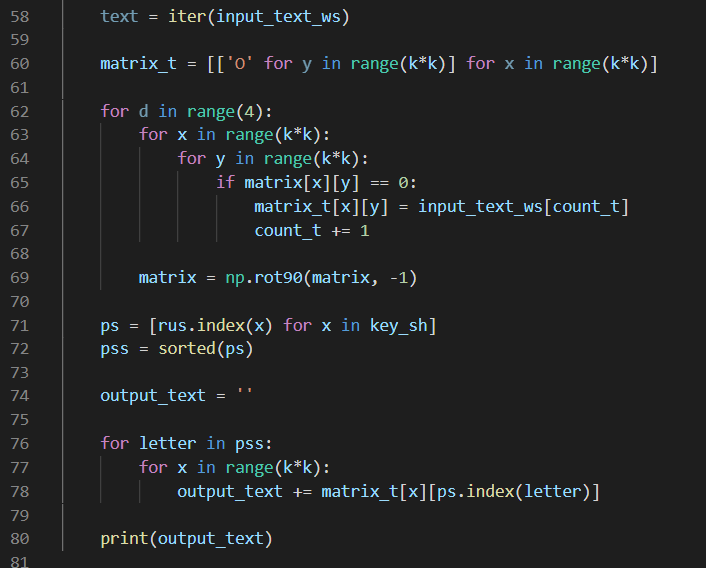 58 text = iter(input_text_ws)
59
60 matrix_t = [['O' for y in range(k*k)] for x in range(k*k)]
61
62 for d in range(4):
63 for x in range(k*k):
64 for y in range(k*k):
65 if matrix[x][y] == 0:
66 matrix_t[x][y] = input_text_ws[count_t]
67 count_t += 1
68
69 matrix = np.rot90(matrix, -1)
70
71 ps = [rus.index(x) for x in key_sh]
72 pss = sorted(ps)
73
74 output_text = ''
75
76 for letter in pss:
77 for x in range(k*k):
78 output_text += matrix_t[x][ps.index(letter)]
79
80 print(output_text)
81